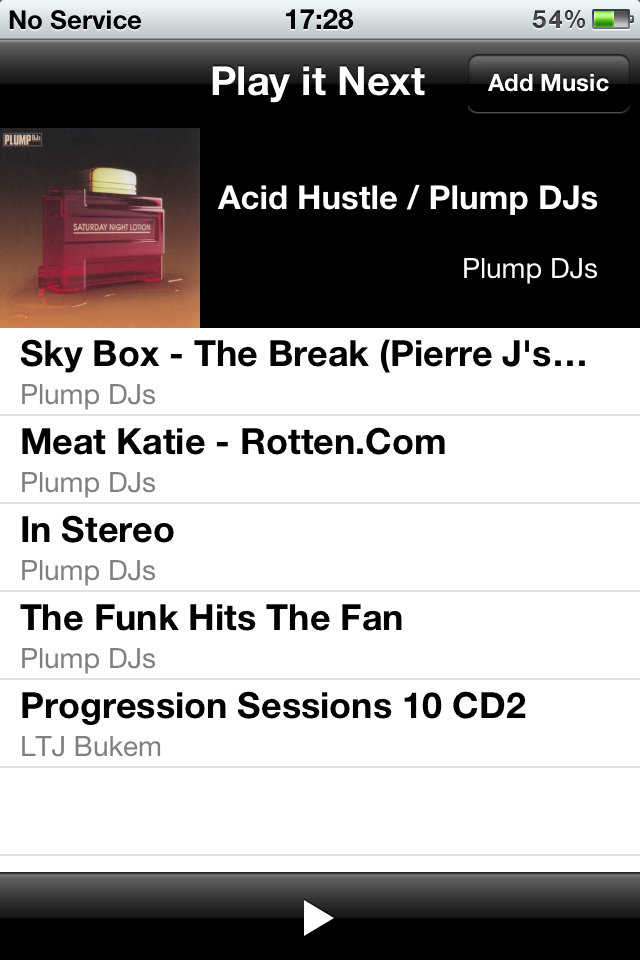 No Service 17:28 54%
Play it Next Add Music
PLUMP DJs
SATURDAY NIGHT LOTION
Acid Hustle / Plump DJs
Plump DJs
Sky Box - The Break (Pierre J's...
Plump DJs
Meat Katie - Rotten.Com
Plump DJs
In Stereo
Plump DJs
The Funk Hits The Fan
Plump DJs
Progression Sessions 10 CD2
LTJ Bukem